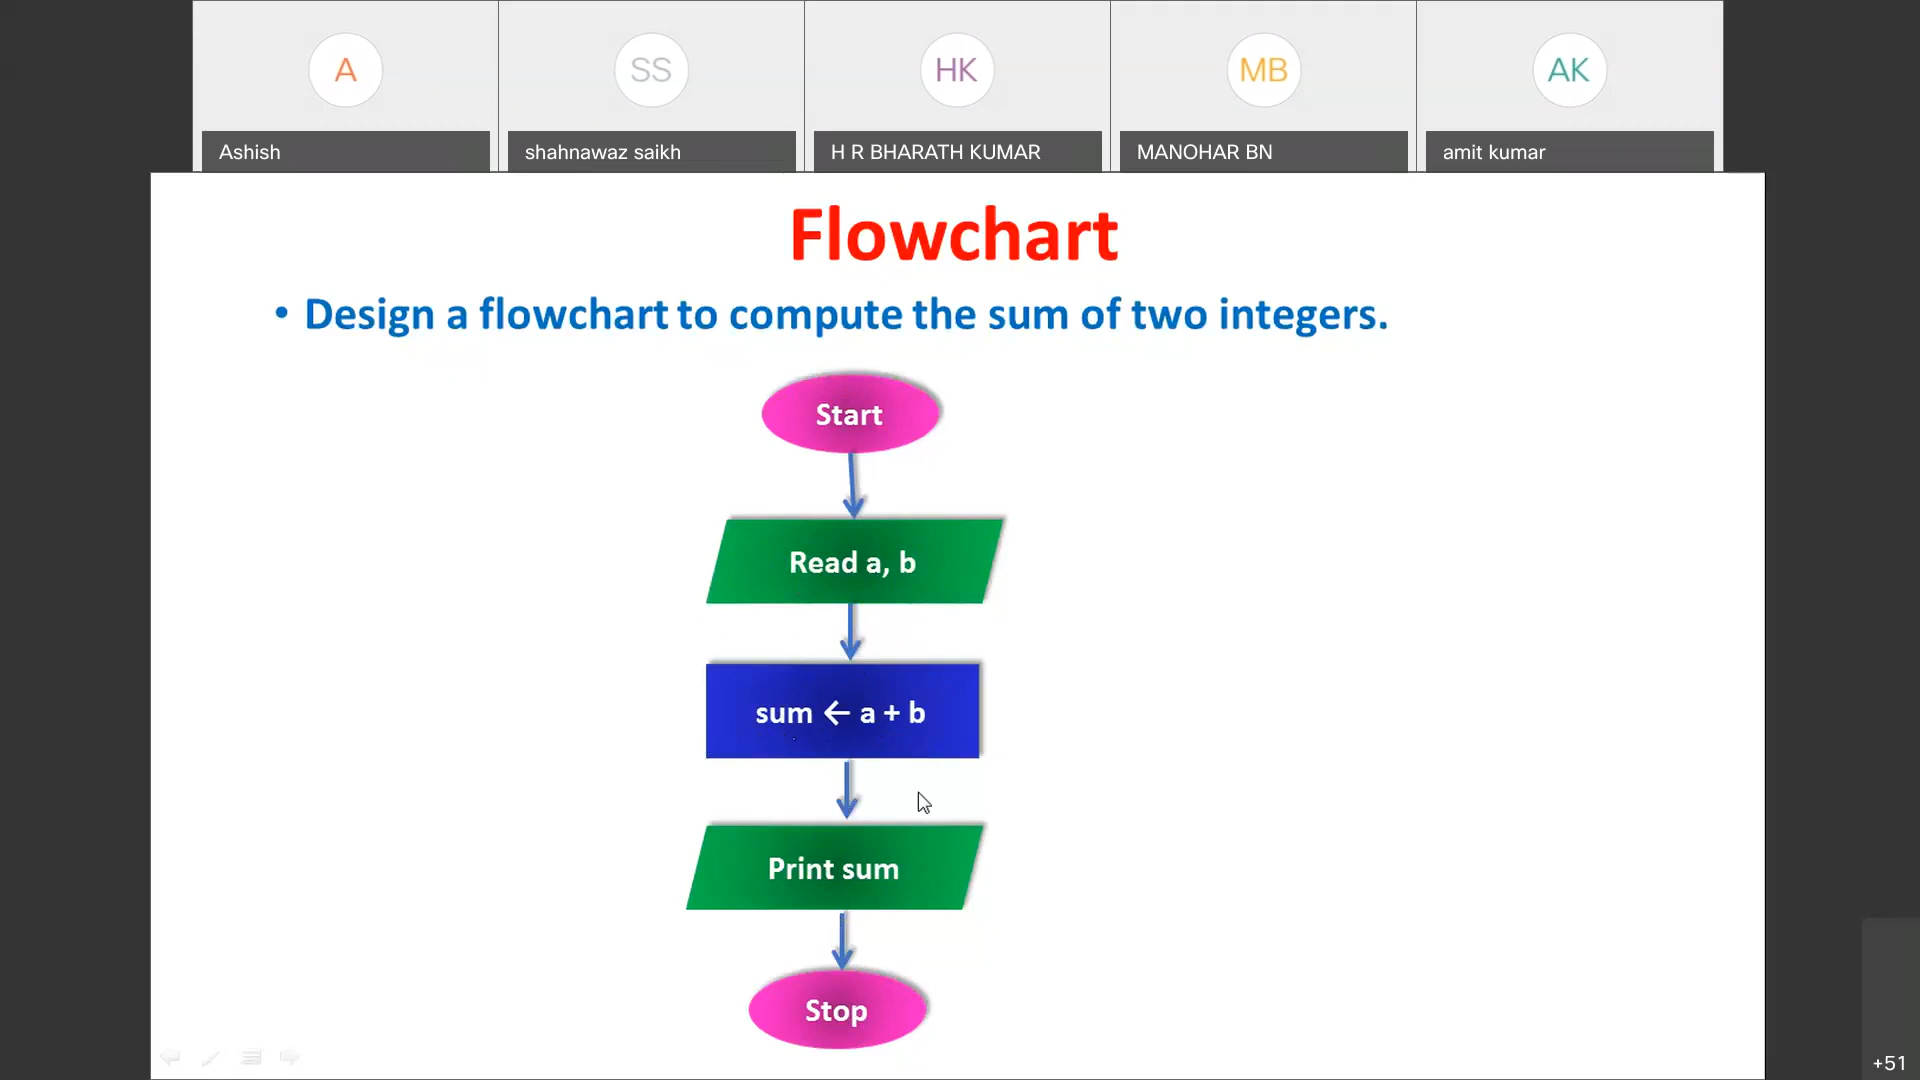 A
SS
HK
MB
AK
Ashish
shahnawaz saikh
H R BHARATH KUMAR
MANOHAR BN
amit kumar
Flowchart
• Design a flowchart to compute the sum of two integers.
Start
Read a, b
sum ← a + b
Print sum
Stop
+51